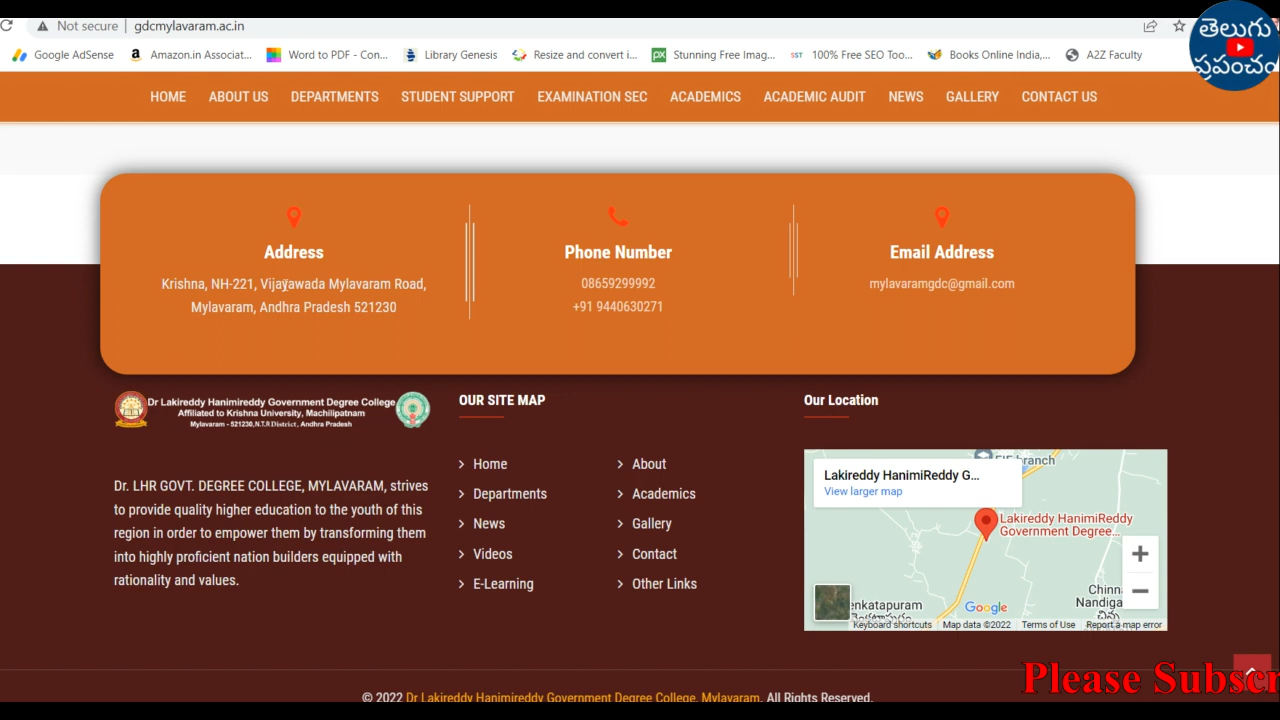 Not secure | gdcmylavaram.ac.in
తెలుగు
ప్రపంచం
Google AdSense
Amazon.in Associat...
Word to PDF - Con...
Library Genesis
Resize and convert i...
Stunning Free Imag...
100% Free SEO Too...
Books Online India,...
A2Z Faculty
HOME ABOUT US DEPARTMENTS STUDENT SUPPORT EXAMINATION SEC ACADEMICS ACADEMIC AUDIT NEWS GALLERY CONTACT US
Address
Krishna, NH-221, Vijayawada Mylavaram Road,
Mylavaram, Andhra Pradesh 521230
Phone Number
08659299992
+91 9440630271
Email Address
mylavaramgdc@gmail.com
Dr Lakireddy Hanimireddy Government Degree College
Affiliated to Krishna University, Machilipatnam
Mylavaram - 521230,N.T.R District, Andhra Pradesh
Dr. LHR GOVT. DEGREE COLLEGE, MYLAVARAM, strives
to provide quality higher education to the youth of this
region in order to empower them by transforming them
into highly proficient nation builders equipped with
rationality and values.
OUR SITE MAP
Home
Departments
News
Videos
E-Learning
About
Academics
Gallery
Contact
Other Links
Our Location
branch
Lakireddy HanimiReddy G...
View larger map
Lakireddy HanimiReddy
Government Degree...
enkatapuram
Chinn
Nandiga
Google
Keyboard shortcuts Map data ©2022 Terms of Use Report a map error
Please Subscr
© 2022 Dr Lakireddy Hanimireddy Government Degree College, Mylavaram. All Rights Reserved.